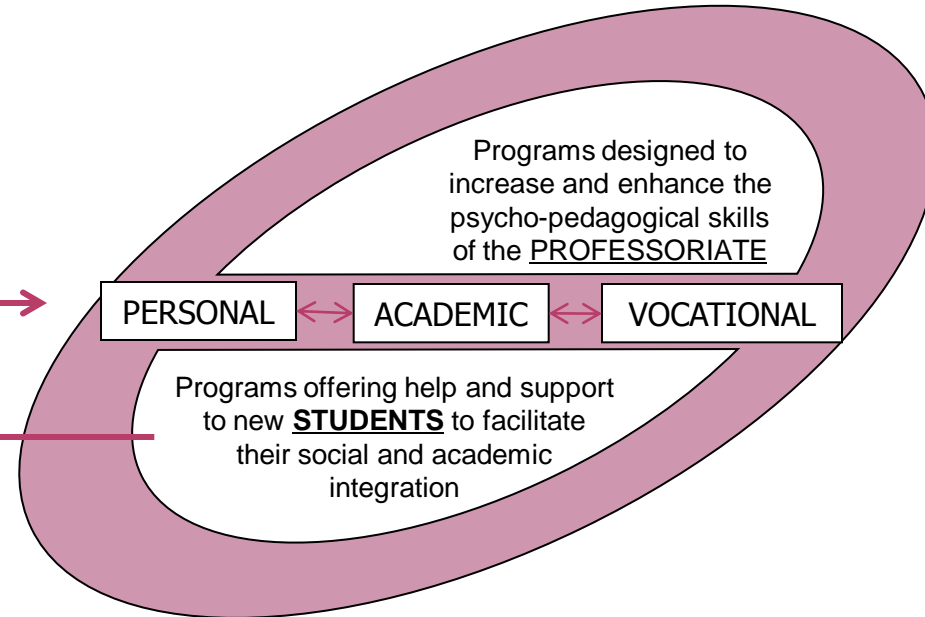 Programs designed to
increase and enhance the
psycho-pedagogical skills
of the PROFESSORIATE
PERSONAL
ACADEMIC
VOCATIONAL
Programs offering help and support
to new STUDENTS to facilitate
their social and academic
integration